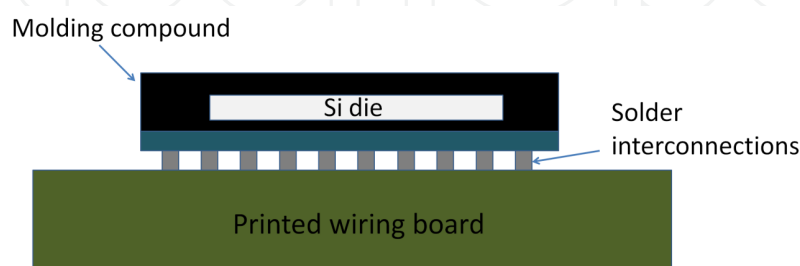 Molding compound
Si die
Solder
interconnections
Printed wiring board